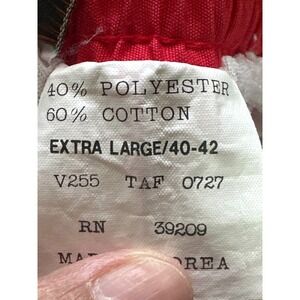 40% POLYESTER
60% COTTON
EXTRA LARGE/40-42
V255 TAF 0727
RN 39209